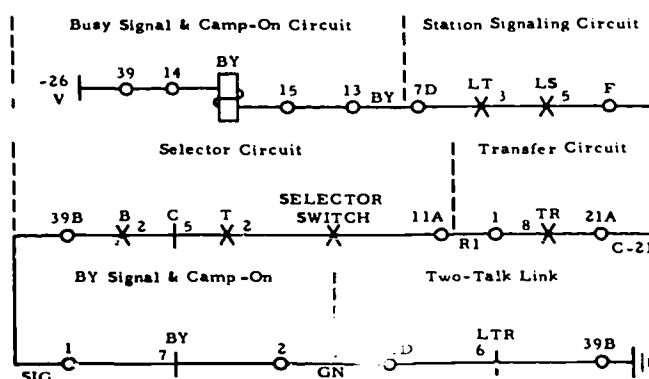 Busy Signal & Camp-On Circuit Station Signaling Circuit
-26 V 39 14 BY 15 13 BY 7D LT 3 LS 5 F
Selector Circuit Transfer Circuit
39B B 2 C 5 T 2 SELECTOR SWITCH 11A R1 1 8 TR 21A C-21
BY Signal & Camp-On Two-Talk Link
SIG 1 7 BY 2 GN D 6 LTR 39B